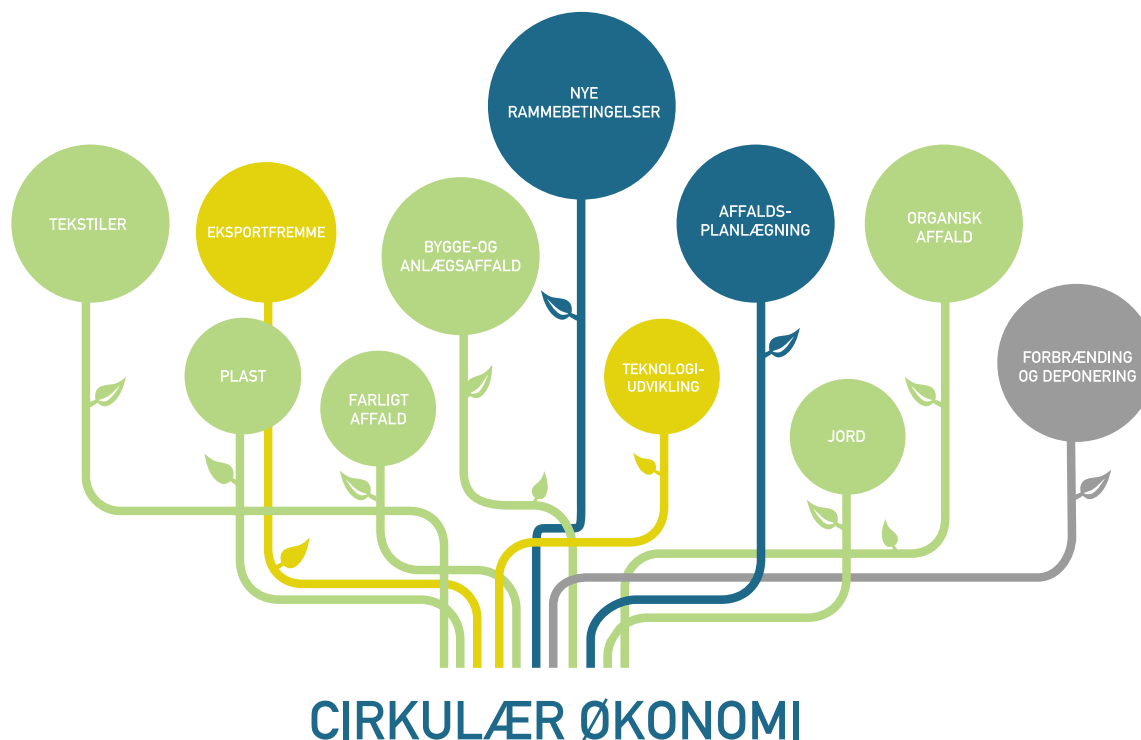 NYE
RAMMEBETINGELSER
TEKSTILER
EKSPORTFREMME
BYGGE-OG
ANLÆGSAFFALD
AFFALDS-
PLANLÆGNING
ORGANISK
AFFALD
PLAST
FARLIGT
AFFALD
TEKNOLOGI-
UDVIKLING
JORD
FORBRÆNDING
OG DEPONERING
CIRKULÆR ØKONOMI